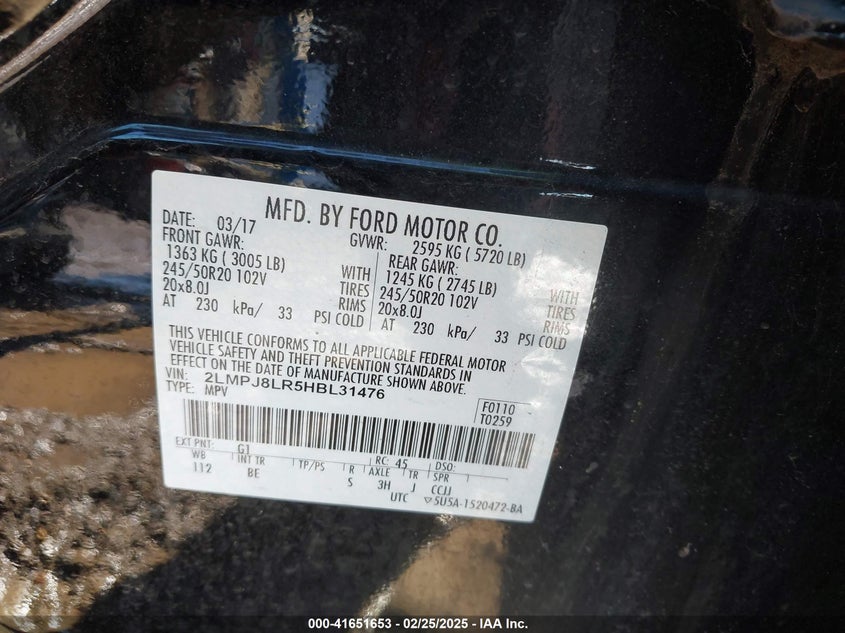 MFD. BY FORD MOTOR CO.
DATE: 03/17 GVWR: 2595 KG ( 5720 LB)
FRONT GAWR: REAR GAWR:
1363 KG ( 3005 LB) WITH 1245 KG ( 2745 LB) WITH
245/50R20 102V TIRES 245/50R20 102V TIRES
20x8.0J RIMS 20x8.0J RIMS
AT 230 kPa/ 33 PSI COLD AT 230 kPa/ 33 PSI COLD
THIS VEHICLE CONFORMS TO ALL APPLICABLE FEDERAL MOTOR
VEHICLE SAFETY AND THEFT PREVENTION STANDARDS IN
EFFECT ON THE DATE OF MANUFACTURE SHOWN ABOVE.
VIN: 2LMPJ8LR5HBL31476
TYPE: MPV
F0110
T0259
EXT PNT: G1 RC: 45 DSO:
WB INT TR TP/PS R AXLE TR SPR
112 BE S 3H J CCJJ
UTC 5U5A-1520472-BA
000-41651653 / 02/25/2025 - IAA Inc.